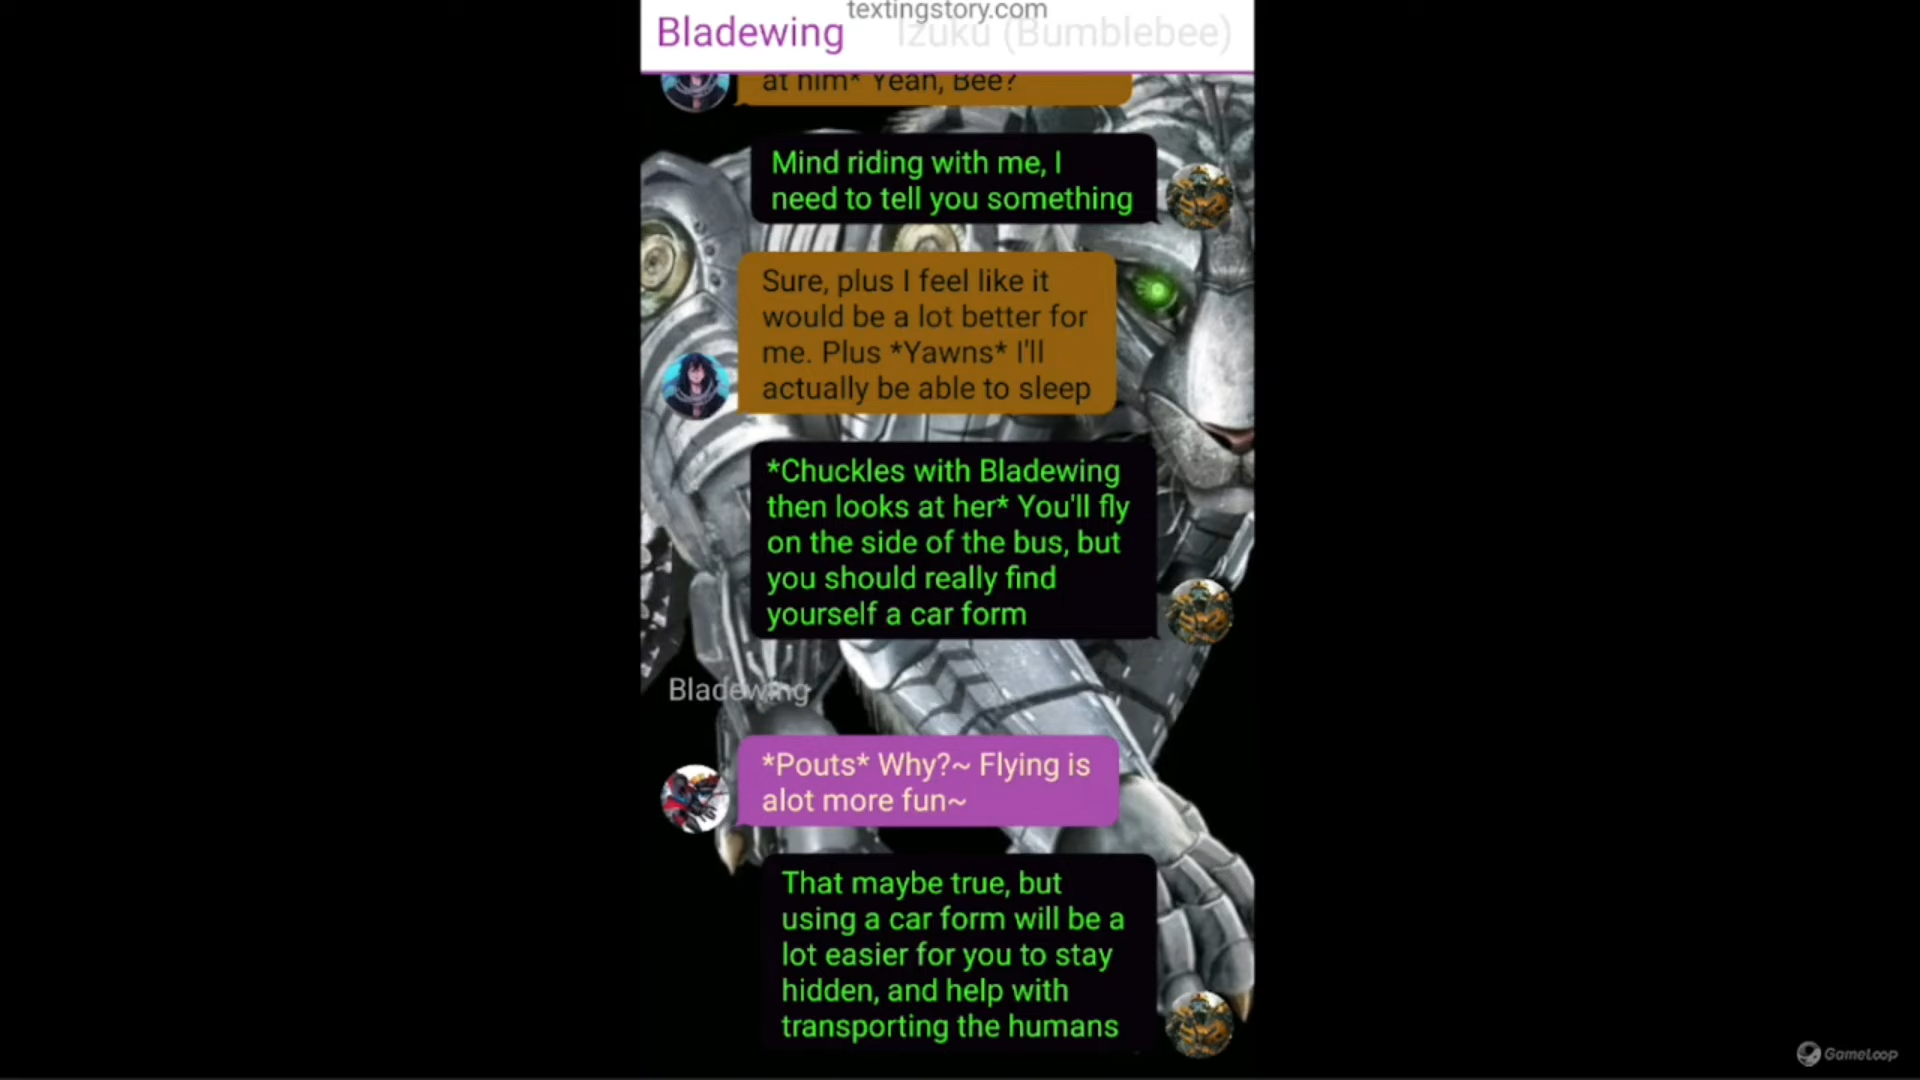 textingstory.com
Bladewing
Izuku (Bumblebee)
at him* Yeah, Bee?
Mind riding with me, I
need to tell you something
Sure, plus I feel like it
would be a lot better for
me. Plus *Yawns* I'll
actually be able to sleep
*Chuckles with Bladewing
then looks at her* You'll fly
on the side of the bus, but
you should really find
yourself a car form
Bladewing
*Pouts* Why?~ Flying is
alot more fun~
That maybe true, but
using a car form will be a
lot easier for you to stay
hidden, and help with
transporting the humans
GameLoop